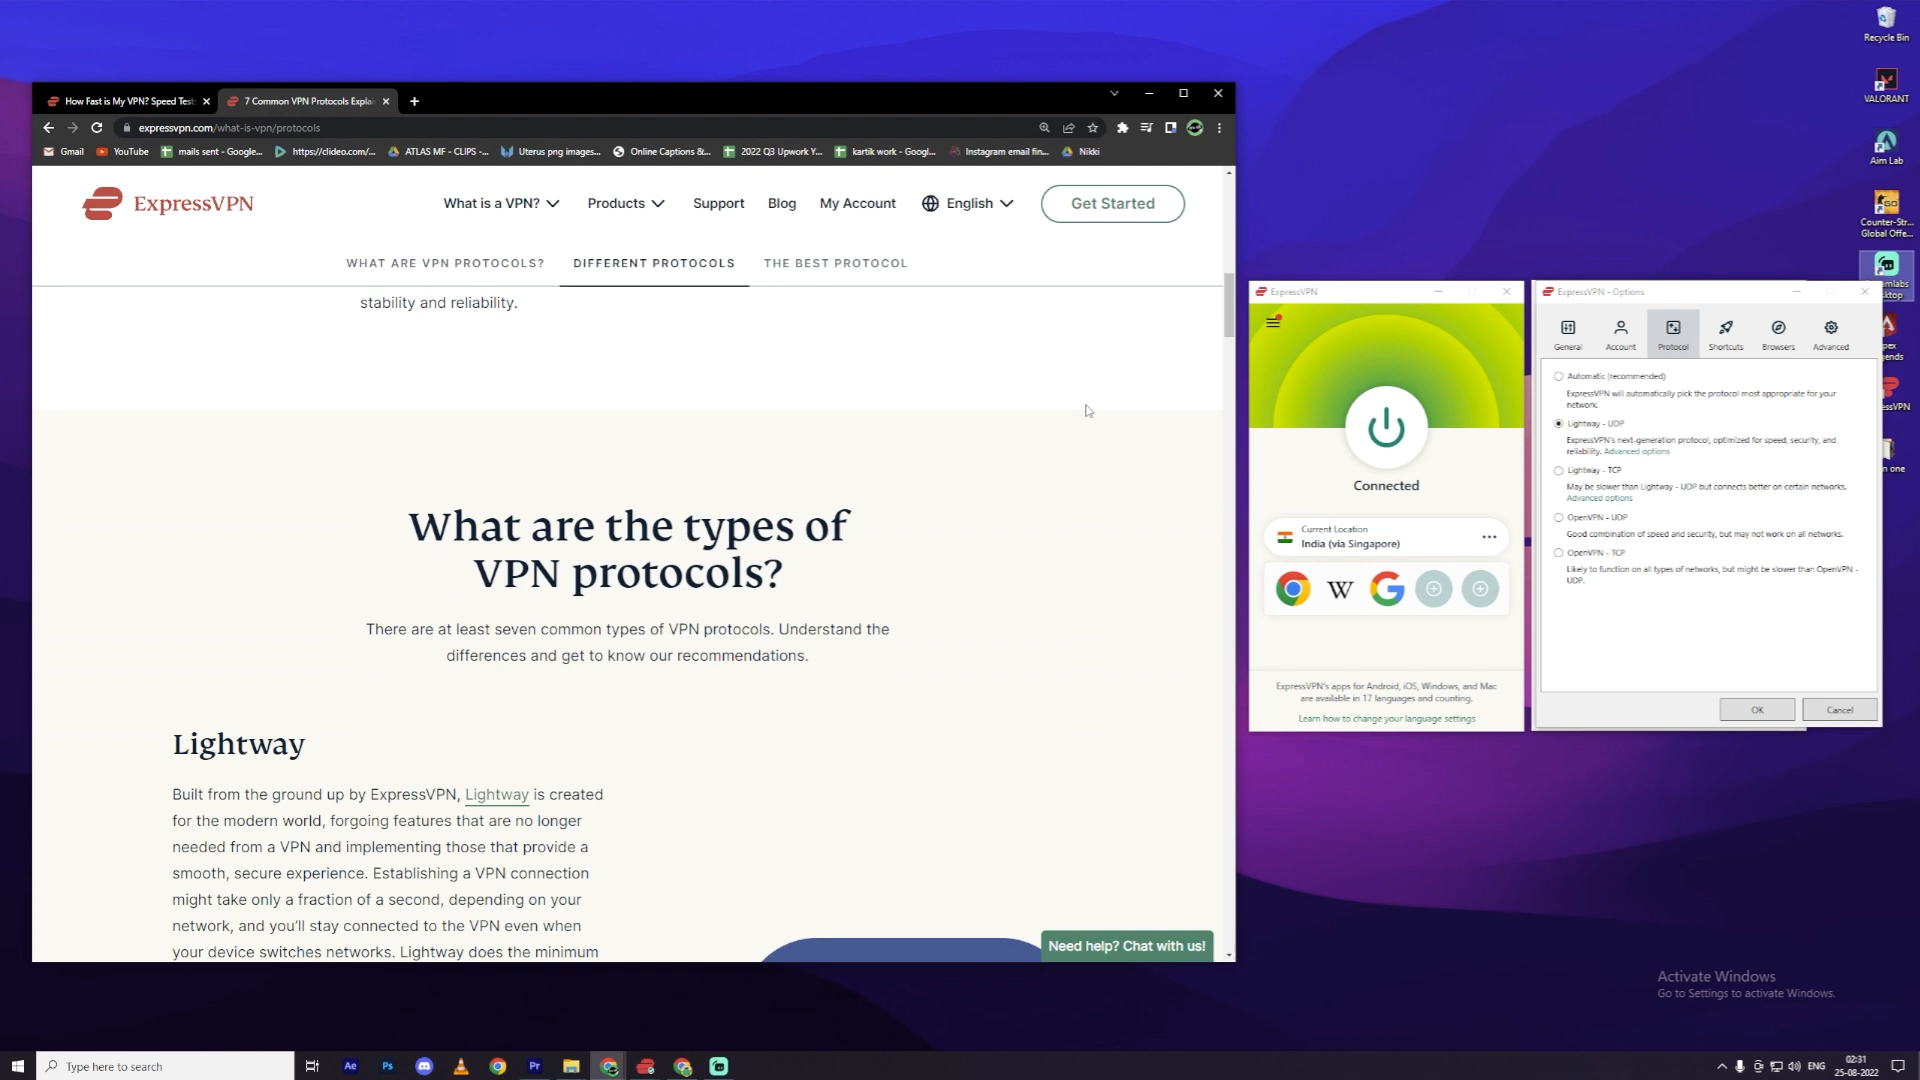 Recycle Bin
VALORANT
Aim Lab
Counter-Str...
Global Offe...
How Fast is My VPN? Speed Test
7 Common VPN Protocols Explai
expressvpn.com/what-is-vpn/protocols
Gmail
YouTube
mails sent - Google...
https://clideo.com/...
ATLAS MF - CLIPS -...
Uterus png images...
Online Captions &...
2022 Q3 Upwork Y...
kartik work - Googl...
Instagram email fin...
Nikki
ExpressVPN
What is a VPN?
Products
Support
Blog
My Account
English
Get Started
WHAT ARE VPN PROTOCOLS?
DIFFERENT PROTOCOLS
THE BEST PROTOCOL
stability and reliability.
What are the types of
VPN protocols?
There are at least seven common types of VPN protocols. Understand the
differences and get to know our recommendations.
Lightway
Built from the ground up by ExpressVPN, Lightway is created
for the modern world, forgoing features that are no longer
needed from a VPN and implementing those that provide a
smooth, secure experience. Establishing a VPN connection
might take only a fraction of a second, depending on your
network, and you'll stay connected to the VPN even when
your device switches networks. Lightway does the minimum
Need help? Chat with us!
ExpressVPN
Connected
Current Location
India (via Singapore)
ExpressVPN's apps for Android, iOS, Windows, and Mac
are available in 17 languages and counting.
Learn how to change your language settings
ExpressVPN - Options
General
Account
Protocol
Shortcuts
Browsers
Advanced
Automatic (recommended)
ExpressVPN will automatically pick the protocol most appropriate for your
network.
Lightway - UDP
ExpressVPN's next-generation protocol, optimized for speed, security, and
reliability. Advanced options
Lightway - TCP
May be slower than Lightway - UDP but connects better on certain networks.
Advanced options
OpenVPN - UDP
Good combination of speed and security, but may not work on all networks.
OpenVPN - TCP
Likely to function on all types of networks, but might be slower than OpenVPN -
UDP.
OK
Cancel
Activate Windows
Go to Settings to activate Windows.
Type here to search
Ae
Ps
Pr
ENG
02:31
25-08-2022